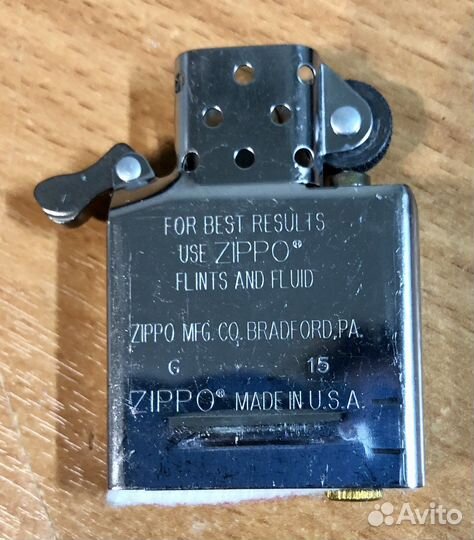 FOR BEST RESULTS
USE ZIPPO®
FLINTS AND FLUID
ZIPPO MFG. CO. BRADFORD, PA.
G 15
ZIPPO® MADE IN U.S.A.
Avito